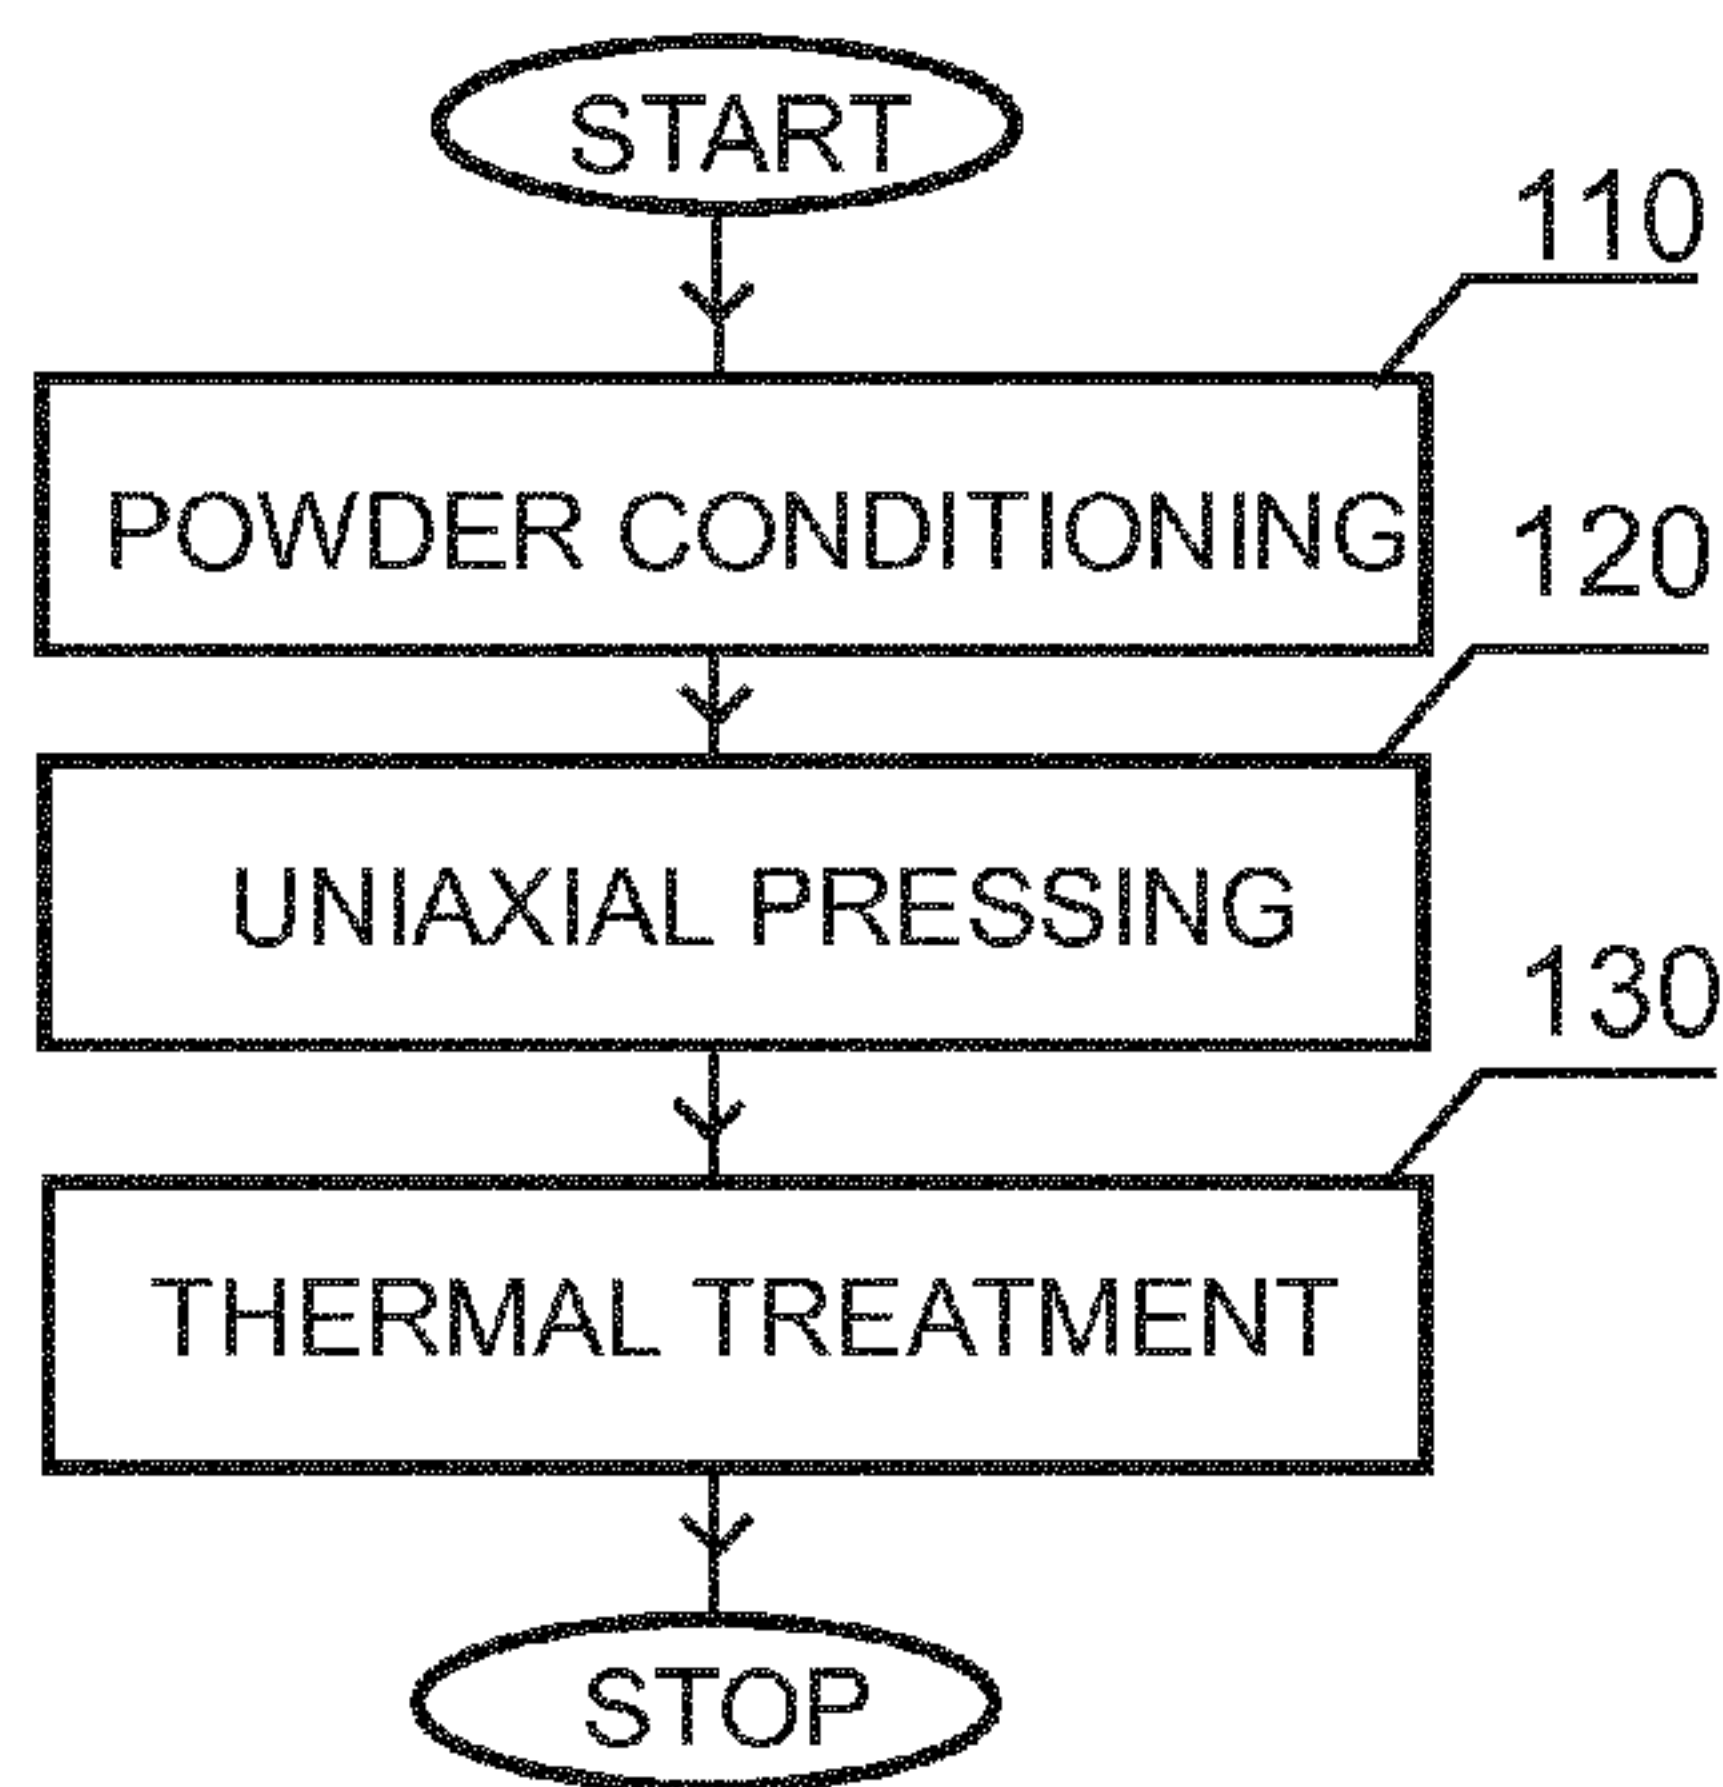 START
110
POWDER CONDITIONING
120
UNIAXIAL PRESSING
130
THERMAL TREATMENT
STOP